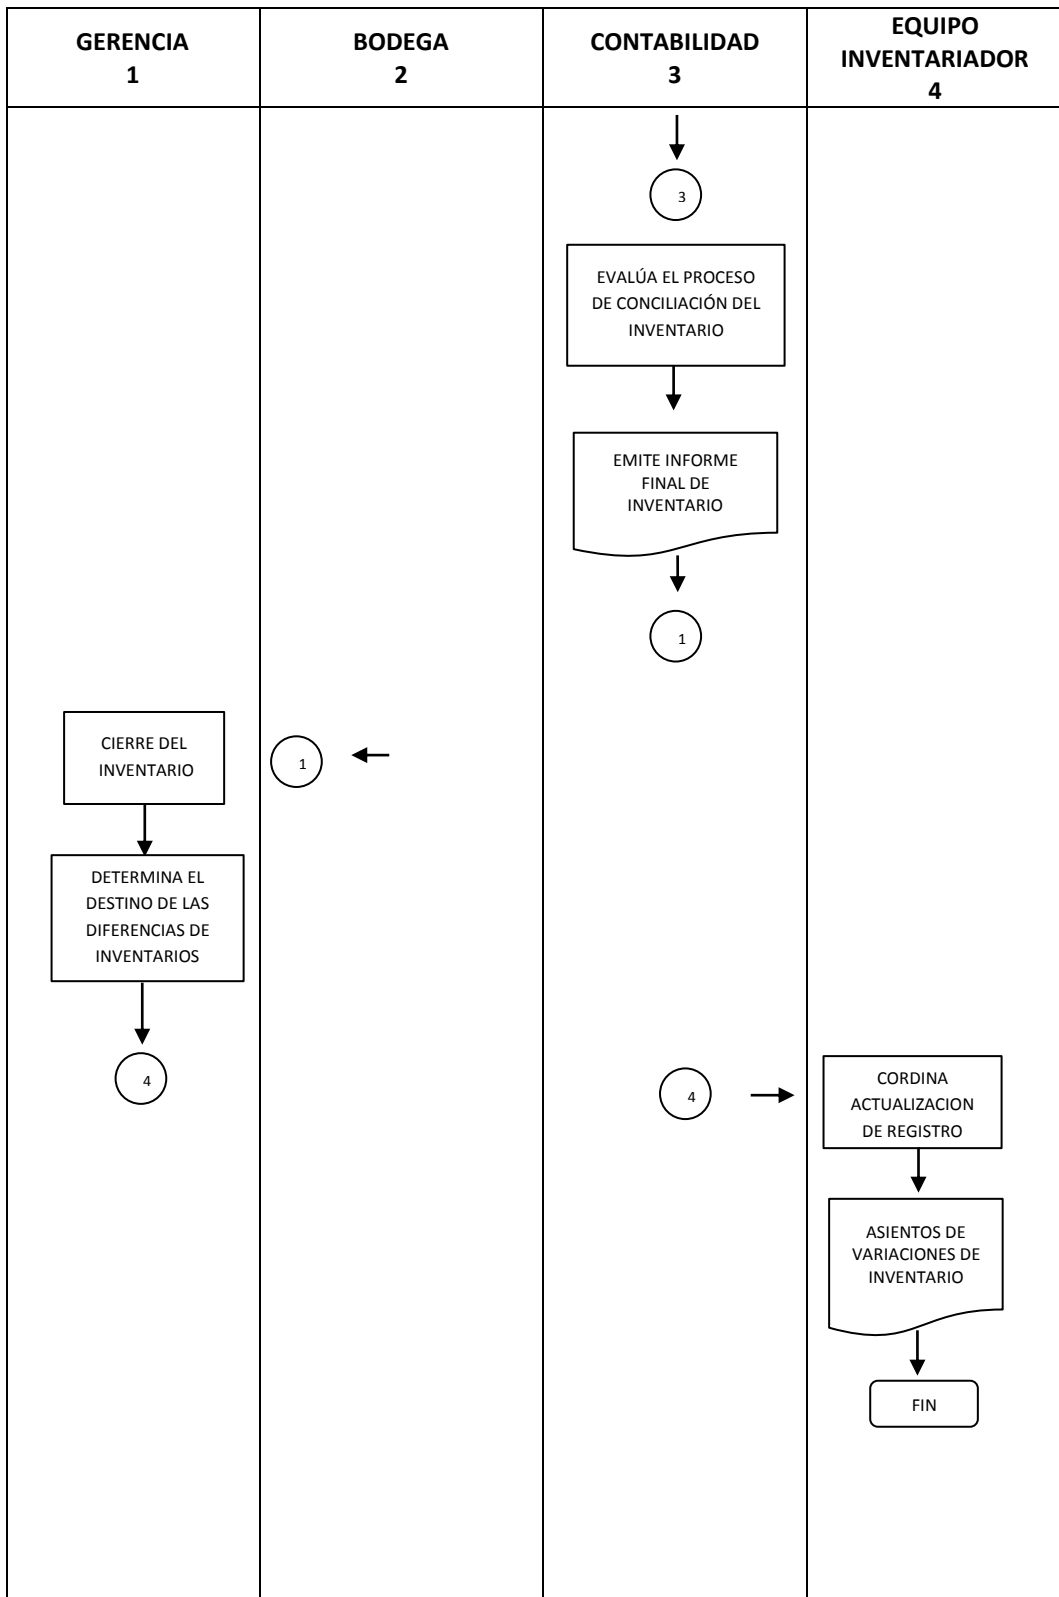 GERENCIA
1
BODEGA
2
CONTABILIDAD
3
EQUIPO
INVENTARIADOR
4
3
EVALÚA EL PROCESO
DE CONCILIACIÓN DEL
INVENTARIO
EMITE INFORME
FINAL DE
INVENTARIO
1
CIERRE DEL
INVENTARIO
1
DETERMINA EL
DESTINO DE LAS
DIFERENCIAS DE
INVENTARIOS
4
4
CORDINA
ACTUALIZACION
DE REGISTRO
ASIENTOS DE
VARIACIONES DE
INVENTARIO
FIN